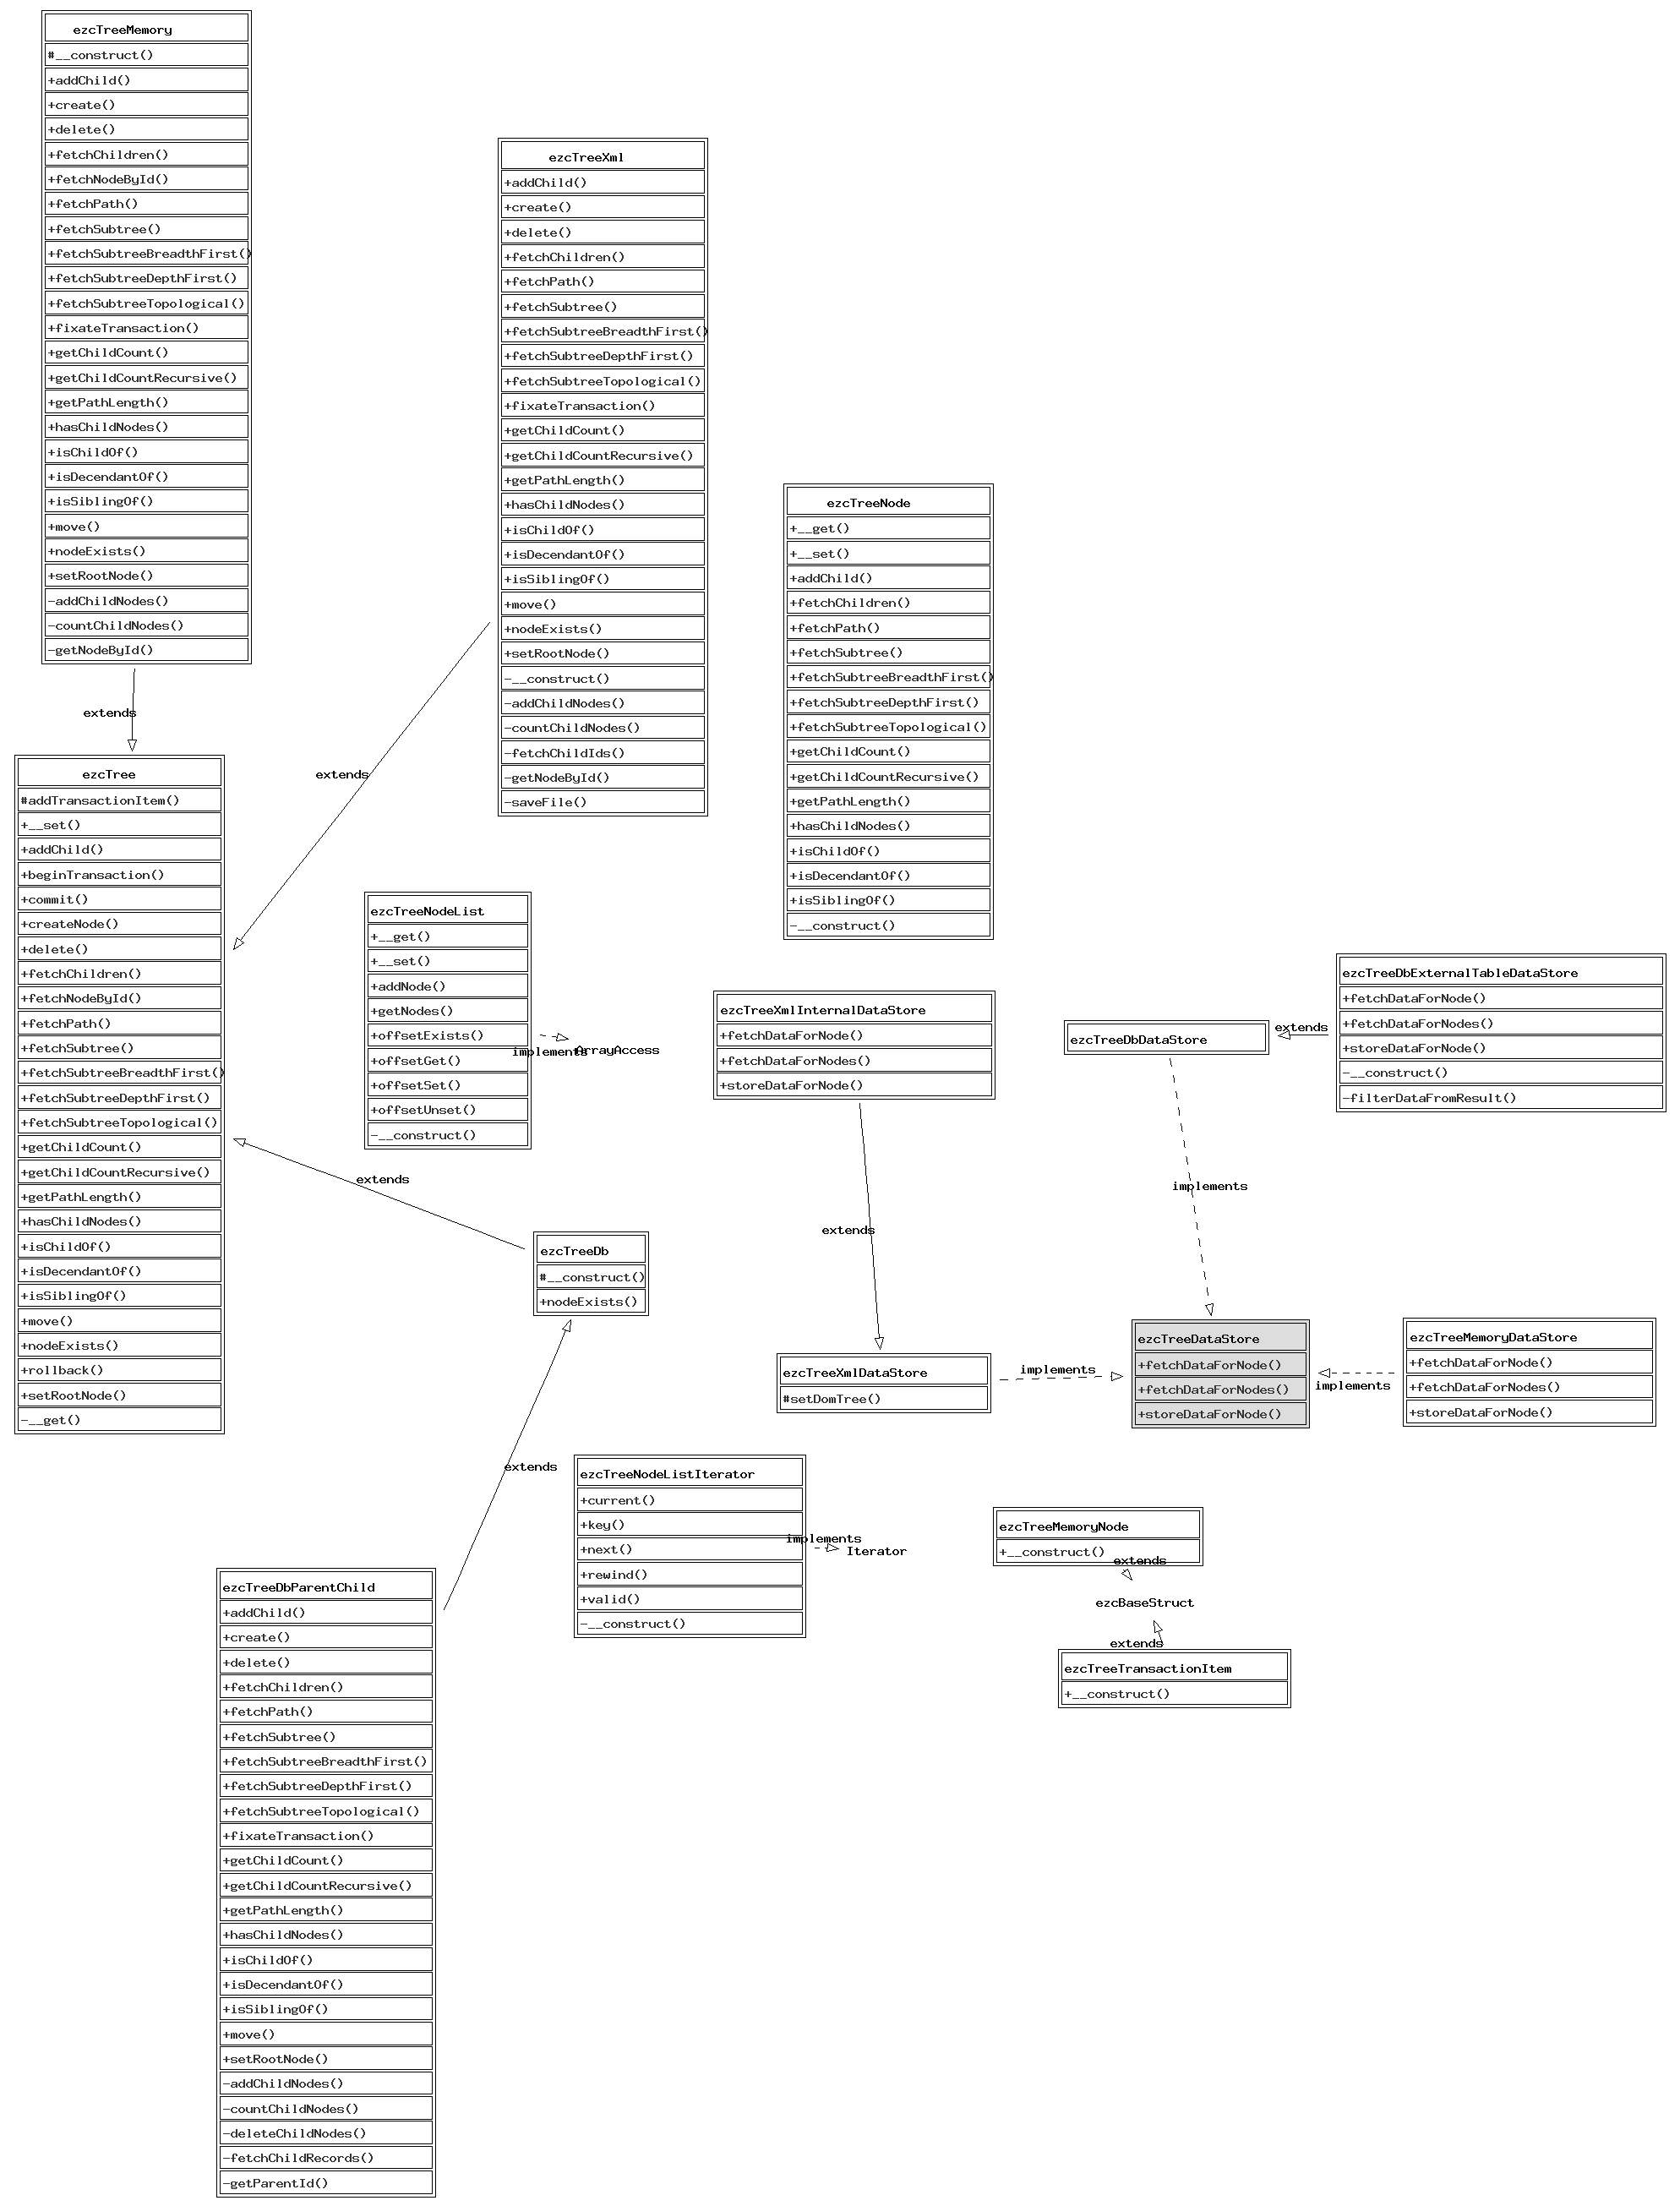 ezcTreeMemory
#__construct()
+addChild()
+create()
+delete()
+fetchChildren()
+fetchNodeById()
+fetchPath()
+fetchSubtree()
+fetchSubtreeBreadthFirst()
+fetchSubtreeDepthFirst()
+fetchSubtreeTopological()
+fixateTransaction()
+getChildCount()
+getChildCountRecursive()
+getPathLength()
+hasChildNodes()
+isChildOf()
+isDecendantOf()
+isSiblingOf()
+move()
+nodeExists()
+setRootNode()
-addChildNodes()
-countChildNodes()
-getNodeById()
extends
ezcTreeXml
+addChild()
+create()
+delete()
+fetchChildren()
+fetchPath()
+fetchSubtree()
+fetchSubtreeBreadthFirst()
+fetchSubtreeDepthFirst()
+fetchSubtreeTopological()
+fixateTransaction()
+getChildCount()
+getChildCountRecursive()
+getPathLength()
+hasChildNodes()
+isChildOf()
+isDecendantOf()
+isSiblingOf()
+move()
+nodeExists()
+setRootNode()
-__construct()
-addChildNodes()
-countChildNodes()
-fetchChildIds()
-getNodeById()
-saveFile()
extends
ezcTreeNode
+__get()
+__set()
+addChild()
+fetchChildren()
+fetchPath()
+fetchSubtree()
+fetchSubtreeBreadthFirst()
+fetchSubtreeDepthFirst()
+fetchSubtreeTopological()
+getChildCount()
+getChildCountRecursive()
+getPathLength()
+hasChildNodes()
+isChildOf()
+isDecendantOf()
+isSiblingOf()
-__construct()
ezcTree
#addTransactionItem()
+__set()
+addChild()
+beginTransaction()
+commit()
+createNode()
+delete()
+fetchChildren()
+fetchNodeById()
+fetchPath()
+fetchSubtree()
+fetchSubtreeBreadthFirst()
+fetchSubtreeDepthFirst()
+fetchSubtreeTopological()
+getChildCount()
+getChildCountRecursive()
+getPathLength()
+hasChildNodes()
+isChildOf()
+isDecendantOf()
+isSiblingOf()
+move()
+nodeExists()
+rollback()
+setRootNode()
-__get()
ezcTreeNodeList
+__get()
+__set()
+addNode()
+getNodes()
+offsetExists()
+offsetGet()
+offsetSet()
+offsetUnset()
-__construct()
implements
ArrayAccess
ezcTreeXmlInternalDataStore
+fetchDataForNode()
+fetchDataForNodes()
+storeDataForNode()
extends
ezcTreeDbDataStore
extends
ezcTreeDbExternalTableDataStore
+fetchDataForNode()
+fetchDataForNodes()
+storeDataForNode()
-__construct()
-filterDataFromResult()
implements
extends
ezcTreeDb
#__construct()
+nodeExists()
ezcTreeXmlDataStore
#setDomTree()
implements
ezcTreeDataStore
+fetchDataForNode()
+fetchDataForNodes()
+storeDataForNode()
implements
ezcTreeMemoryDataStore
+fetchDataForNode()
+fetchDataForNodes()
+storeDataForNode()
extends
ezcTreeNodeListIterator
+current()
+key()
+next()
+rewind()
+valid()
-__construct()
implements
Iterator
ezcTreeMemoryNode
+__construct()
extends
ezcBaseStruct
extends
ezcTreeTransactionItem
+__construct()
ezcTreeDbParentChild
+addChild()
+create()
+delete()
+fetchChildren()
+fetchPath()
+fetchSubtree()
+fetchSubtreeBreadthFirst()
+fetchSubtreeDepthFirst()
+fetchSubtreeTopological()
+fixateTransaction()
+getChildCount()
+getChildCountRecursive()
+getPathLength()
+hasChildNodes()
+isChildOf()
+isDecendantOf()
+isSiblingOf()
+move()
+setRootNode()
-addChildNodes()
-countChildNodes()
-deleteChildNodes()
-fetchChildRecords()
-getParentId()